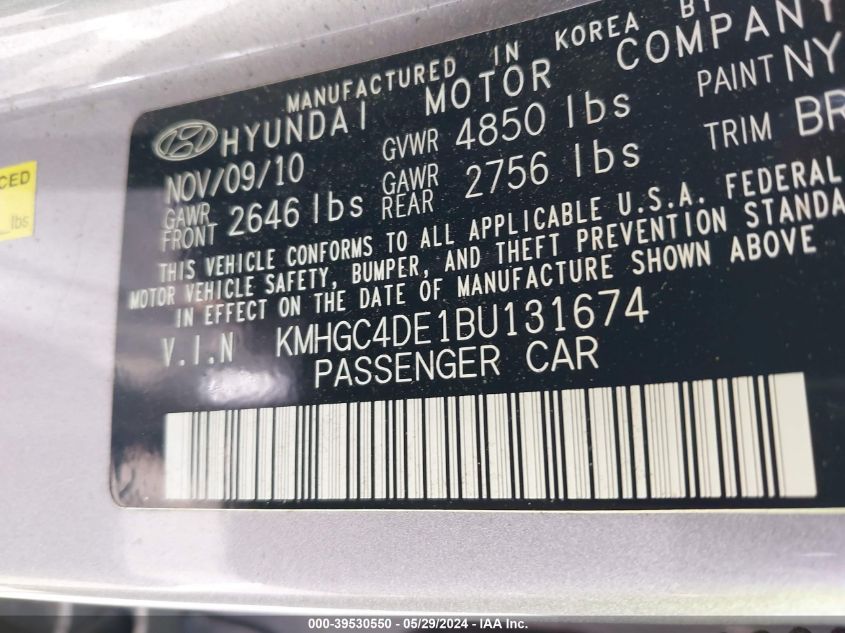 MANUFACTURED IN KOREA BY
HYUNDAI MOTOR COMPANY
NOV/09/10 GVWR 4850 lbs PAINT NY
GAWR FRONT 2646 lbs GAWR REAR 2756 lbs TRIM BR
THIS VEHICLE CONFORMS TO ALL APPLICABLE U.S.A. FEDERAL
MOTOR VEHICLE SAFETY, BUMPER, AND THEFT PREVENTION STANDA
IN EFFECT ON THE DATE OF MANUFACTURE SHOWN ABOVE
V.I.N KMHGC4DE1BU131674
PASSENGER CAR
CED
lbs
000-39530550 - 05/29/2024 - IAA Inc.